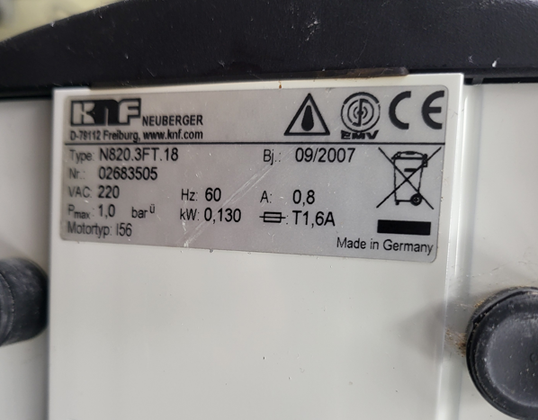 KNF NEUBERGER
D-79112 Freiburg, www.knf.com
EMV
CE
Type: N820.3FT.18 Bj.: 09/2007
Nr.: 02683505
VAC: 220 Hz: 60 A: 0,8
Pmax: 1,0 bar ü kW: 0,130 : T1,6A
Motortyp: I56
Made in Germany